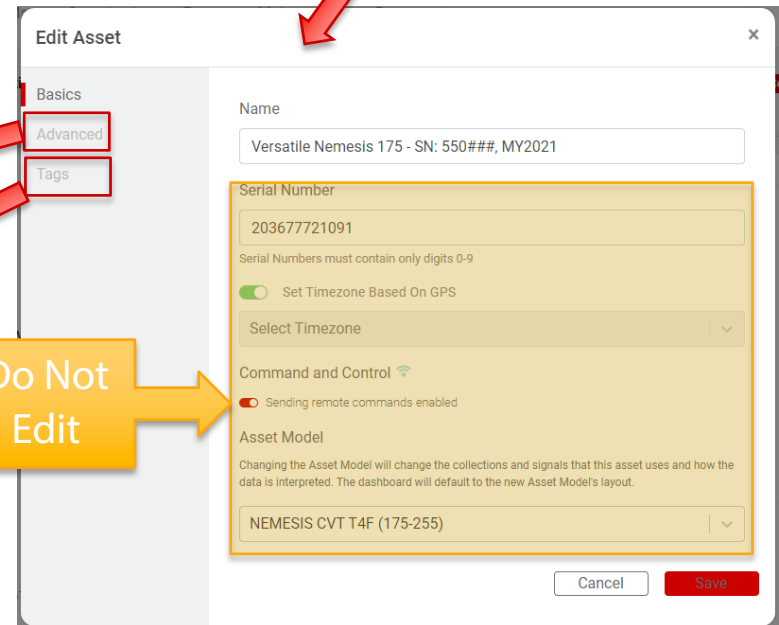 Edit Asset
×
Basics
Advanced
Tags
Name
Versatile Nemesis 175 - SN: 550###, MY2021
Serial Number
203677721091
Serial Numbers must contain only digits 0-9
Set Timezone Based On GPS
Select Timezone
Command and Control
Sending remote commands enabled
Asset Model
Changing the Asset Model will change the collections and signals that this asset uses and how the
data is interpreted. The dashboard will default to the new Asset Model's layout.
NEMESIS CVT T4F (175-255)
Cancel
Save
Do Not
Edit